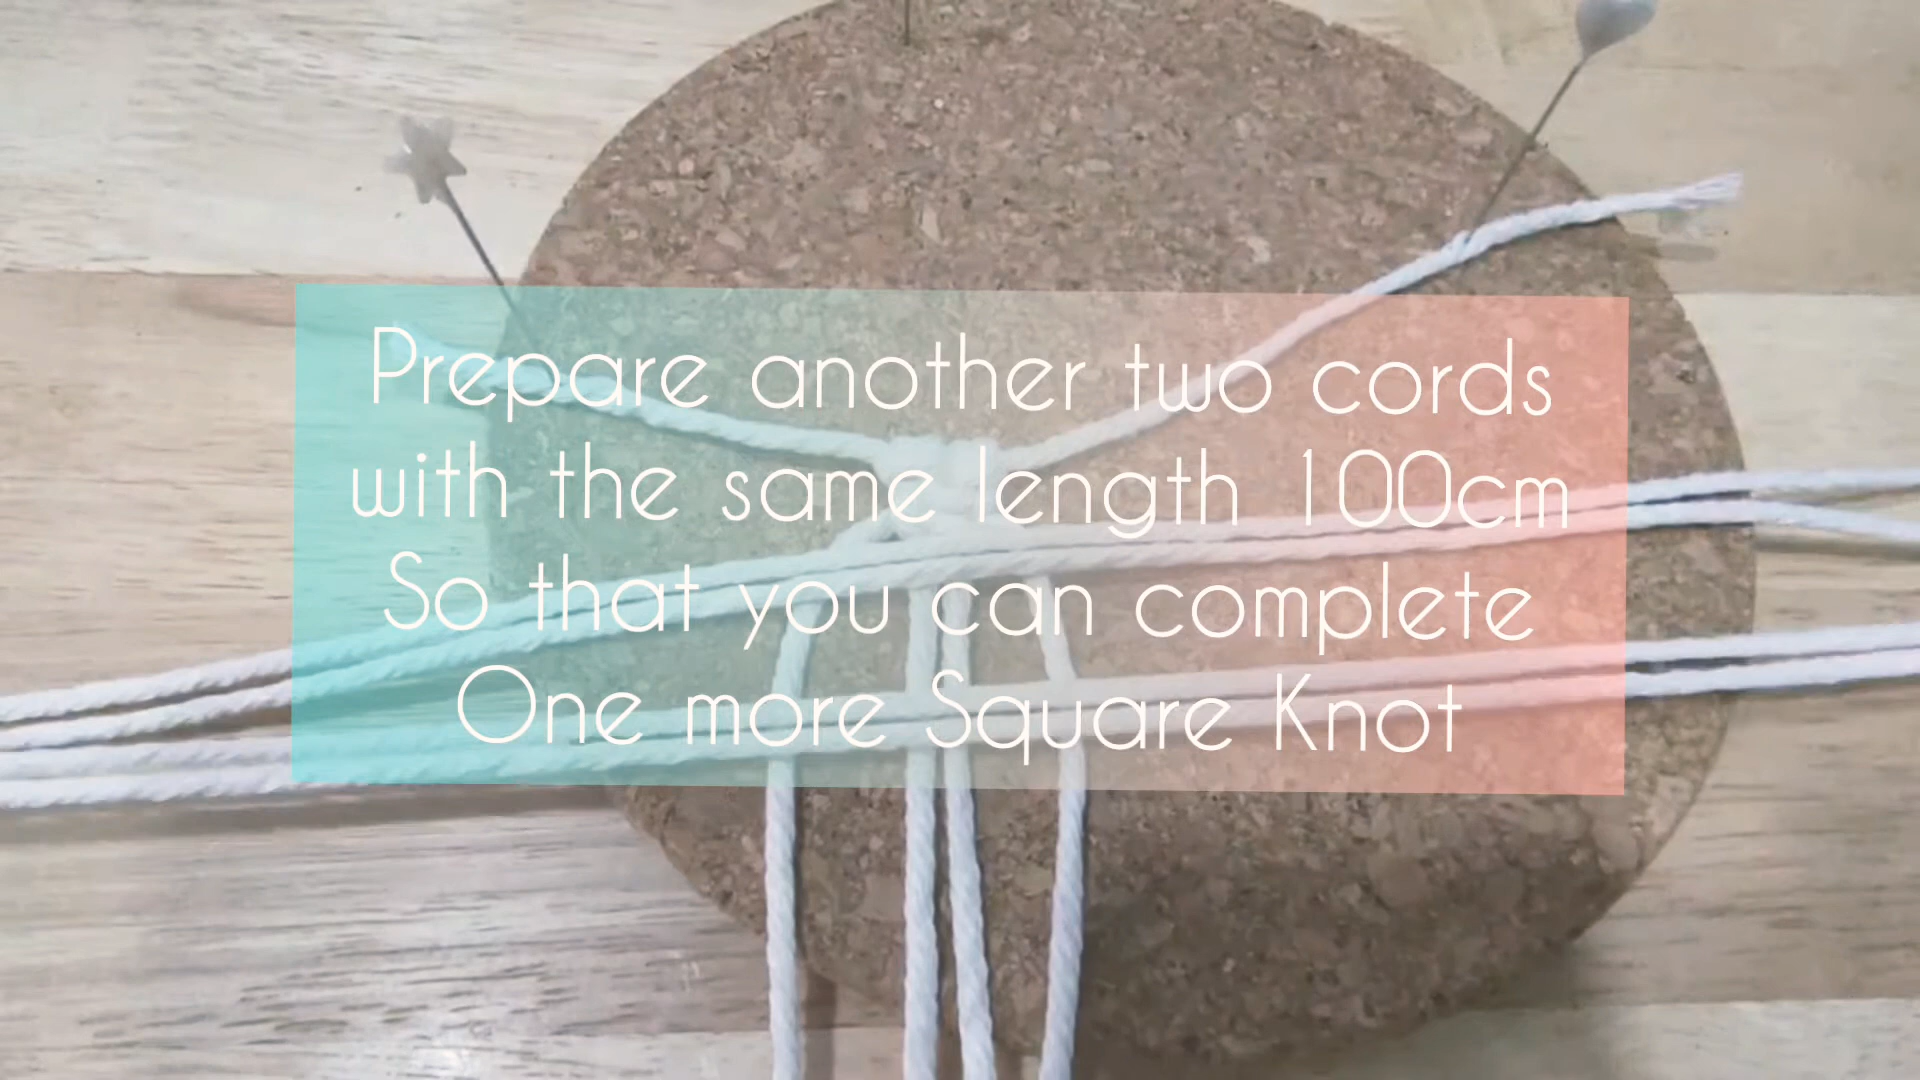 Prepare another two cords
with the same length 100cm
So that you can complete
One more Square Knot